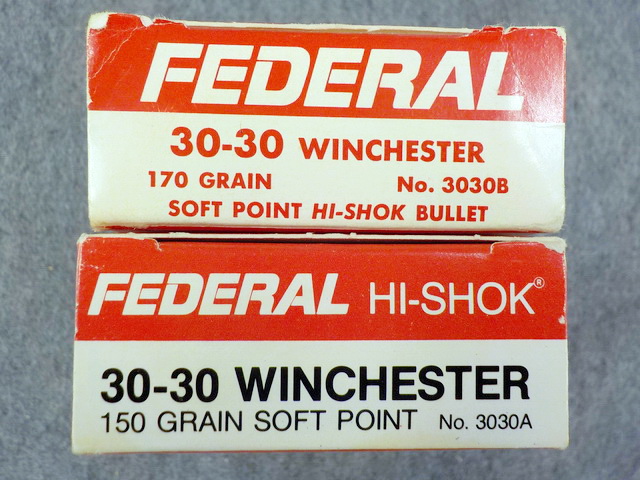 FEDERAL
30-30 WINCHESTER
170 GRAIN No. 3030B
SOFT POINT HI-SHOK BULLET
FEDERAL HI-SHOK®
30-30 WINCHESTER
150 GRAIN SOFT POINT No. 3030A